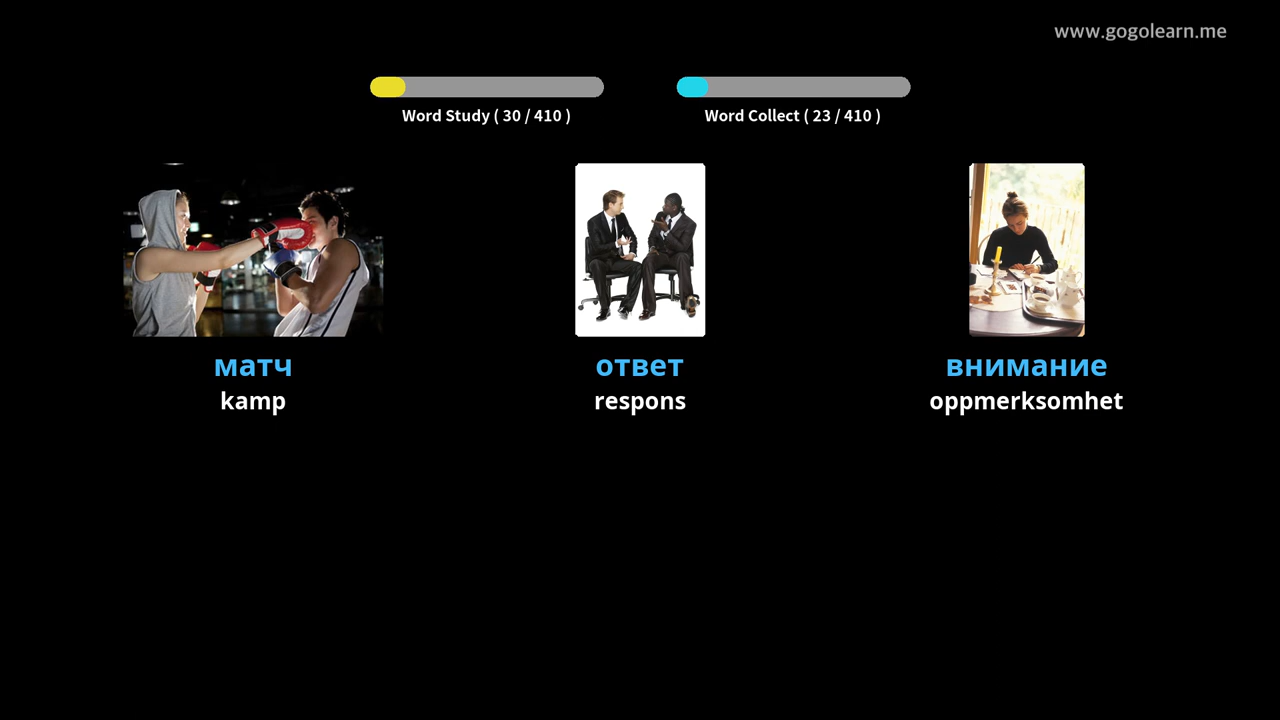 www.gogolearn.me
Word Study ( 30 / 410 )
Word Collect ( 23 / 410 )
матч
kamp
ответ
respons
внимание
oppmerksomhet